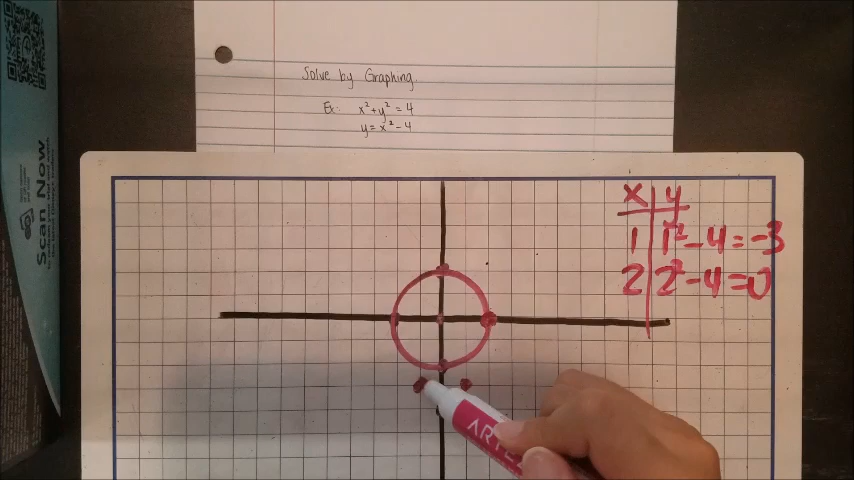 Scan Now
Solve by Graphing.
Ex: x²+y² = 4
y = x² - 4
x y
1 1² - 4 = -3
2 2² - 4 = 0